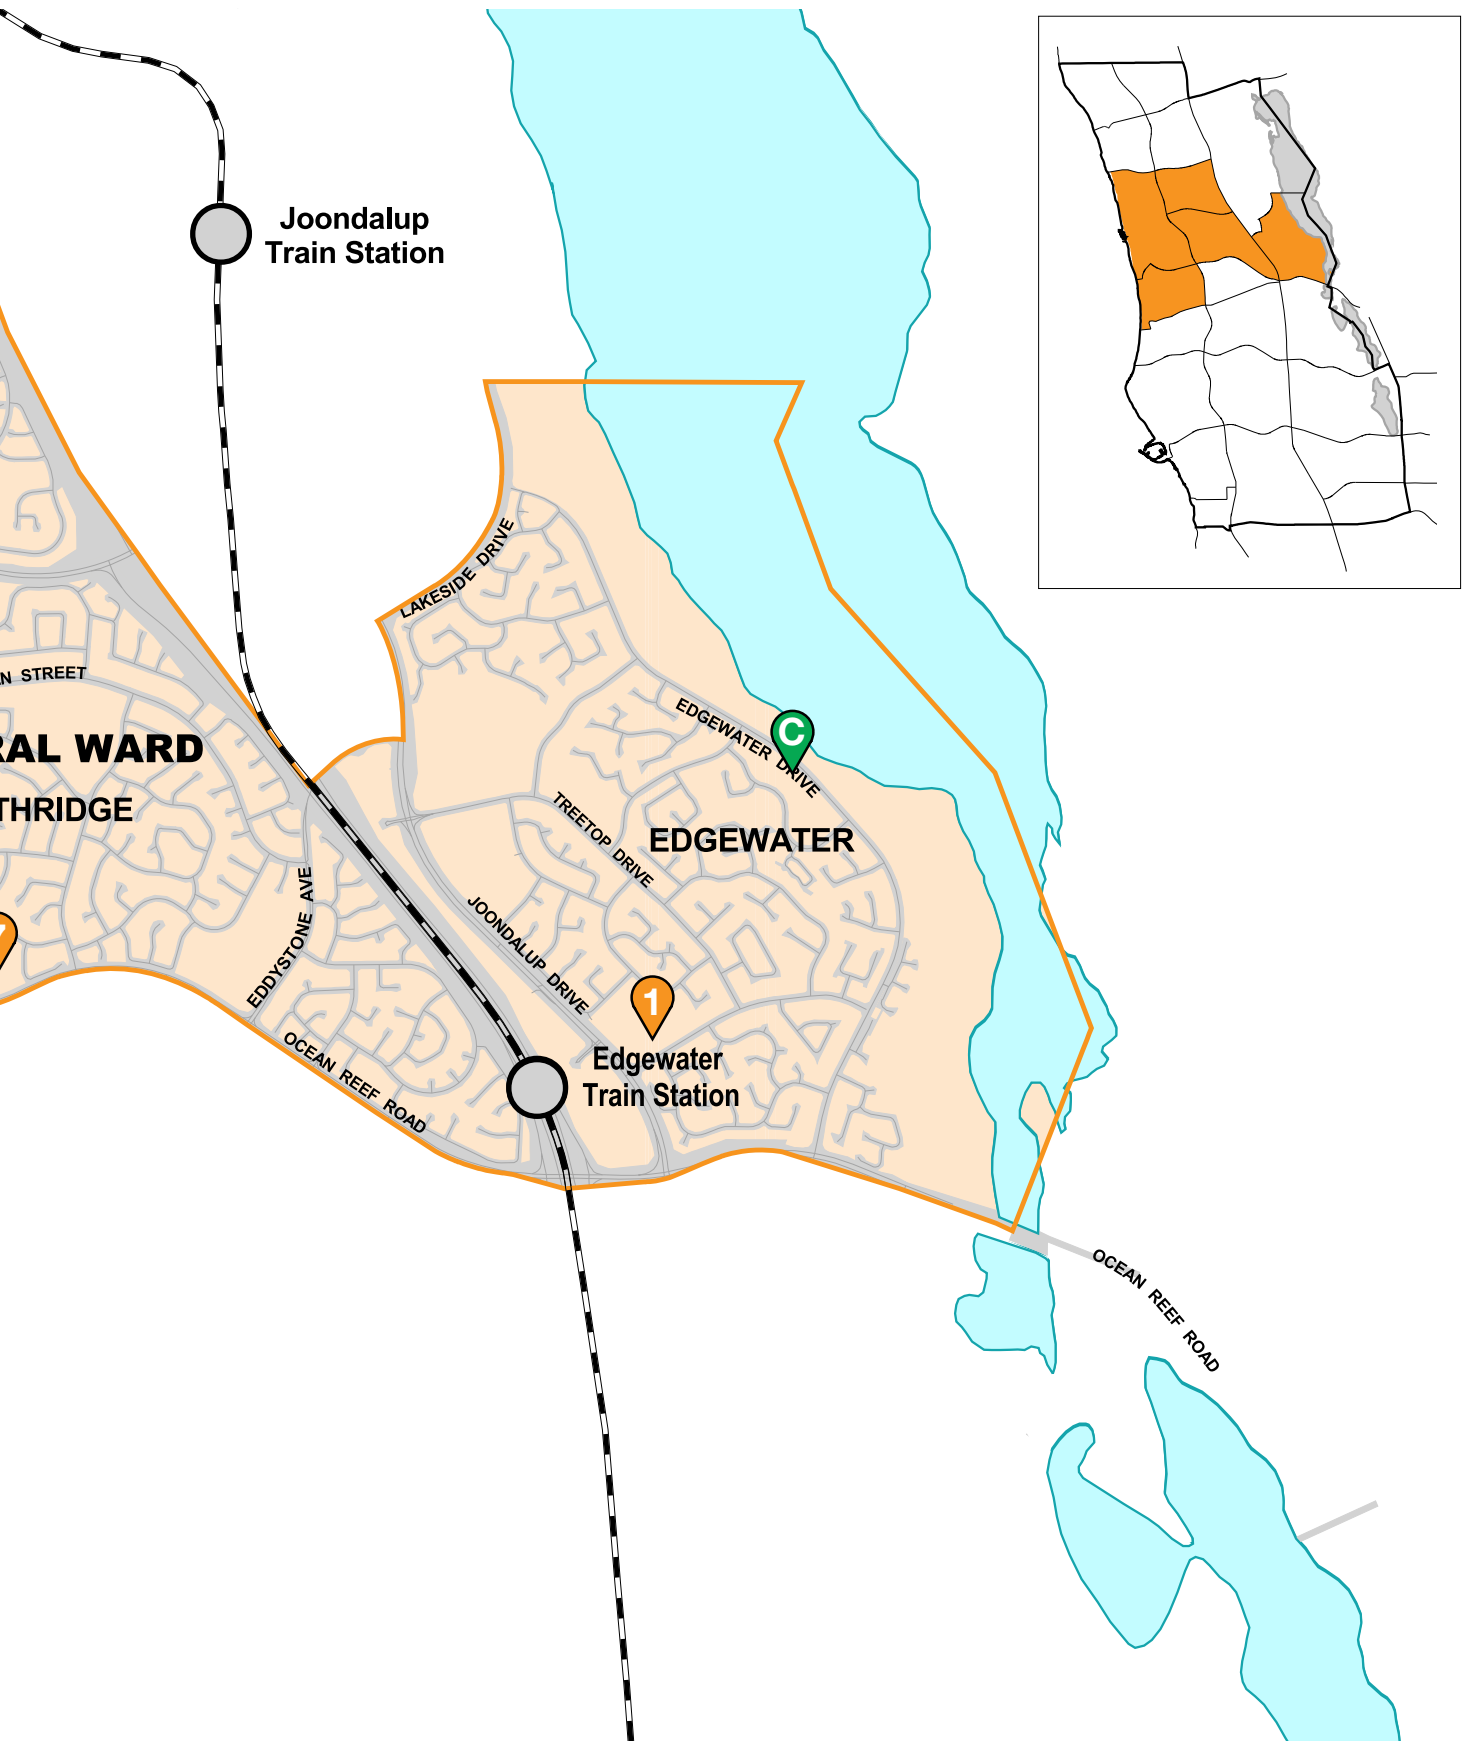 Joondalup
Train Station
LAKESIDE DRIVE
N STREET
RAL WARD
THRIDGE
EDGEWATER DRIVE
C
TREETOP DRIVE
EDGEWATER
EDDYSTONE AVE
JOONDALUP DRIVE
7
1
OCEAN REEF ROAD
Edgewater
Train Station
OCEAN REEF ROAD